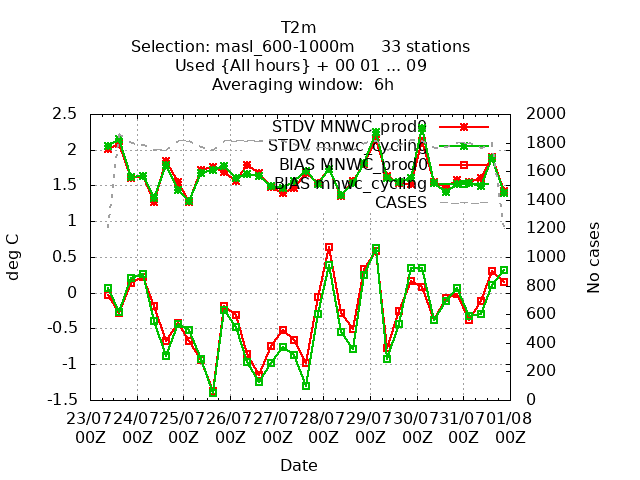 T2m
Selection: masl_600-1000m 33 stations
Used {All hours} + 00 01 ... 09
Averaging window: 6h
2.5
2
1.5
1
0.5
0
-0.5
-1
-1.5
deg C
2000
1800
1600
1400
1200
1000
800
600
400
200
0
No cases
STDV MNWC_prod0
STDV mnwc_cycling
BIAS MNWC_prod0
BIAS mnwc_cycling
CASES
23/07 24/07 25/07 26/07 27/07 28/07 29/07 30/07 31/07 01/08
00Z 00Z 00Z 00Z 00Z 00Z 00Z 00Z 00Z 00Z
Date